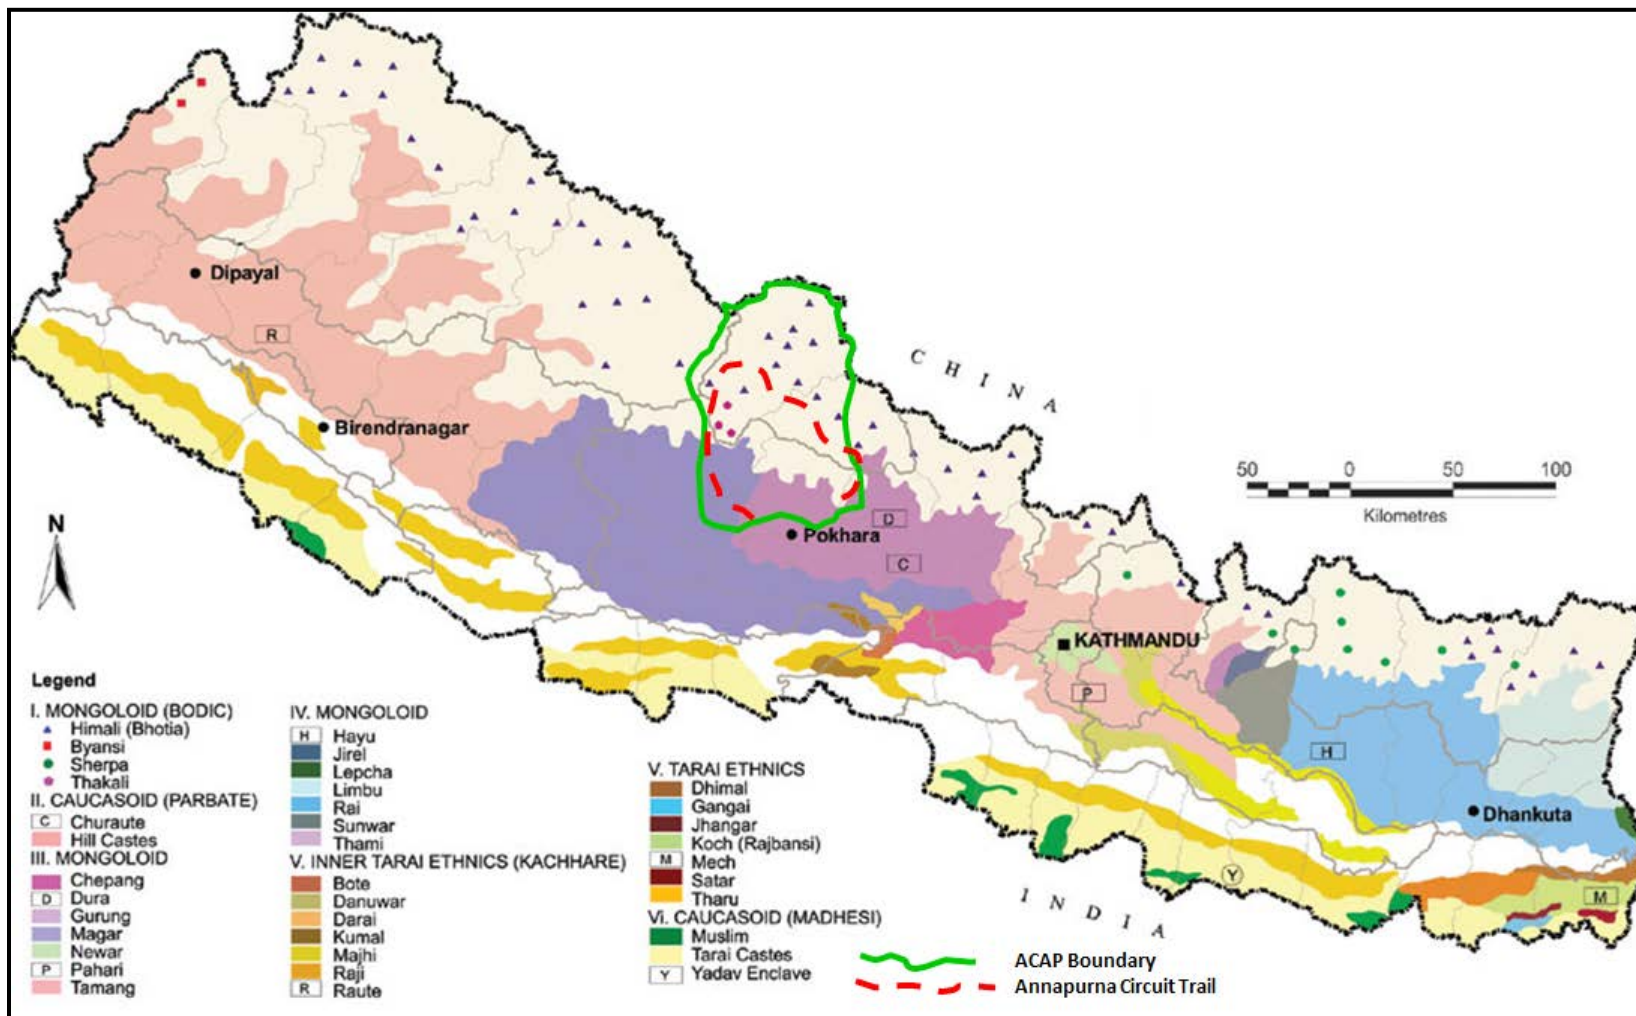 CHINA
Dipayal
R
Birendranagar
50 0 50 100
Kilometres
N
D
Pokhara
C
KATHMANDU
P
H
Dhankuta
Y
M
INDIA
Legend
I. MONGOLOID (BODIC)
Himali (Bhotia)
Byansi
Sherpa
Thakali
II. CAUCASOID (PARBATE)
C Churaute
Hill Castes
III. MONGOLOID
Chepang
D Dura
Gurung
Magar
Newar
P Pahari
Tamang
IV. MONGOLOID
H Hayu
Jirel
Lepcha
Limbu
Rai
Sunwar
Thami
V. INNER TARAI ETHNICS (KACHHARE)
Bote
Danuwar
Darai
Kumal
Majhi
Raji
R Raute
V. TARAI ETHNICS
Dhimal
Gangai
Jhangar
Koch (Rajbansi)
M Mech
Satar
Tharu
Vi. CAUCASOID (MADHESI)
Muslim
Tarai Castes
Y Yadav Enclave
ACAP Boundary
Annapurna Circuit Trail